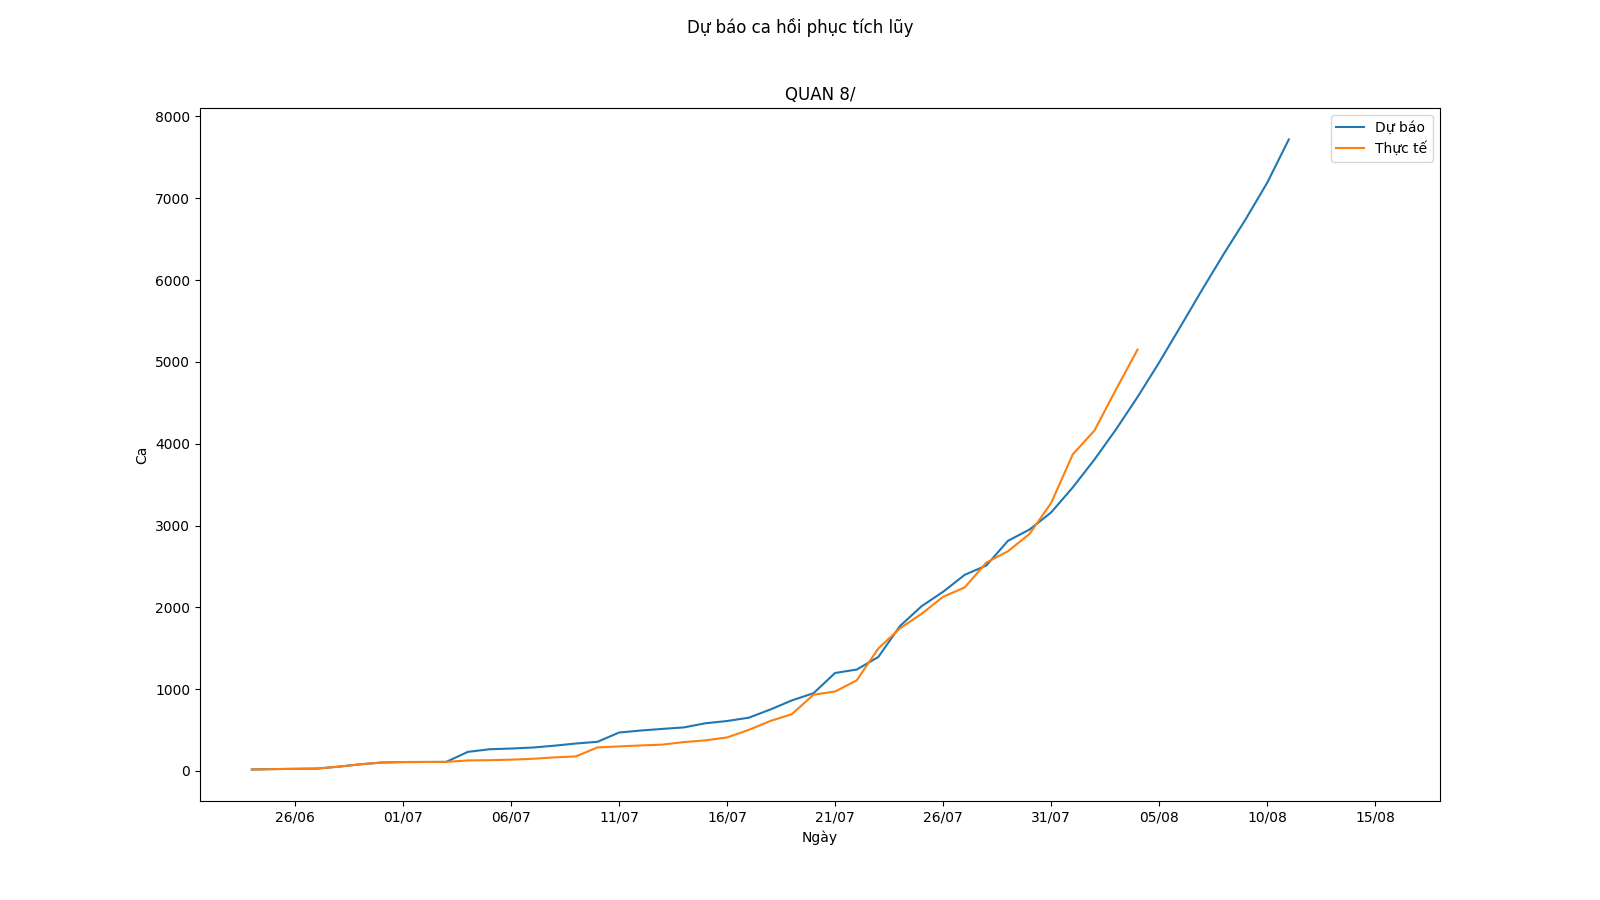 Dự báo ca hồi phục tích lũy
QUAN 8/
8000
7000
6000
5000
4000
3000
2000
1000
0
Ca
Dự báo
Thực tế
26/06 01/07 06/07 11/07 16/07 21/07 26/07 31/07 05/08 10/08 15/08
Ngày